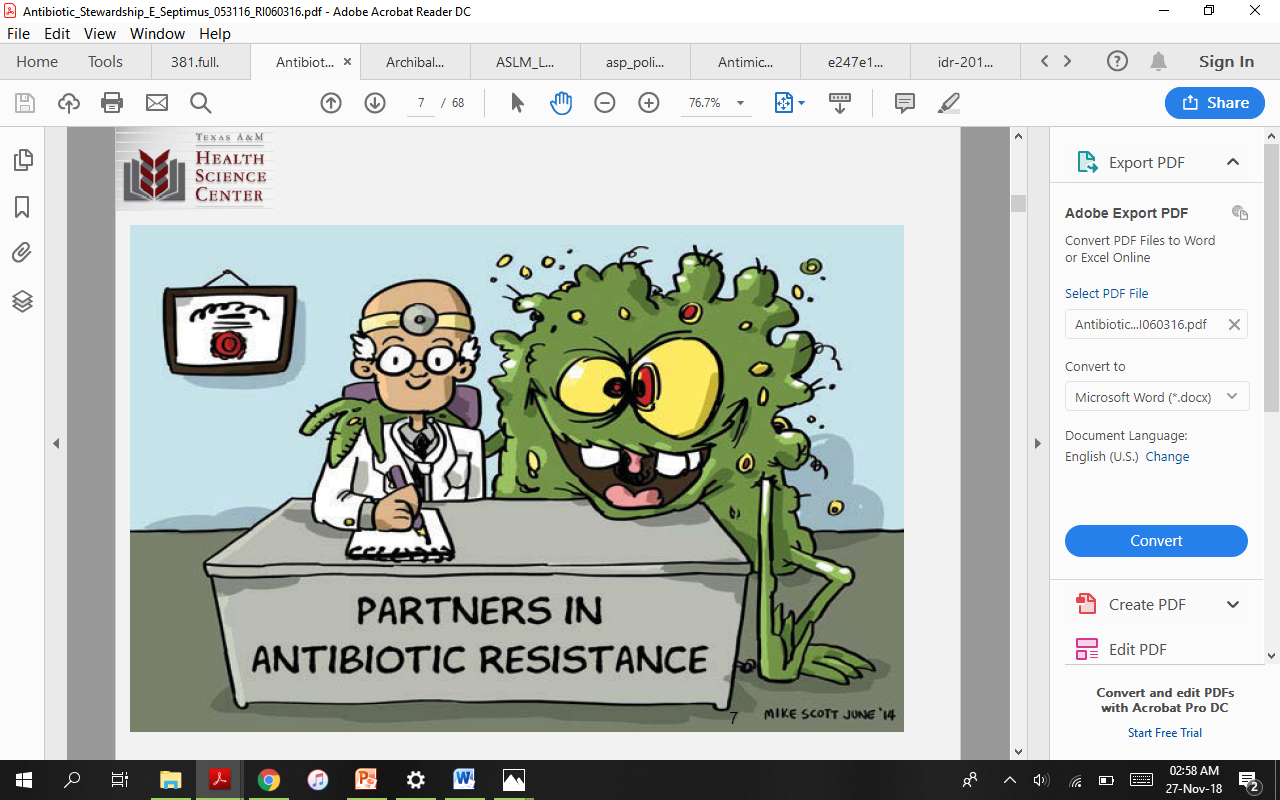 Antibiotic_Stewardship_E_Septimus_053116_RI060316.pdf - Adobe Acrobat Reader DC
File Edit View Window Help
Home Tools 381.full. Antibiot... Archibal... ASLM_L... asp_poli... Antimic... e247e1... idr-201... Sign In
7 / 68 76.7% Share
TEXAS A&M
HEALTH
SCIENCE
CENTER
PARTNERS IN
ANTIBIOTIC RESISTANCE
7 MIKE SCOTT JUNE '14
Export PDF
Adobe Export PDF
Convert PDF Files to Word
or Excel Online
Select PDF File
Antibiotic...I060316.pdf
Convert to
Microsoft Word (*.docx)
Document Language:
English (U.S.) Change
Convert
Create PDF
Edit PDF
Convert and edit PDFs
with Acrobat Pro DC
Start Free Trial
02:58 AM
27-Nov-18
2